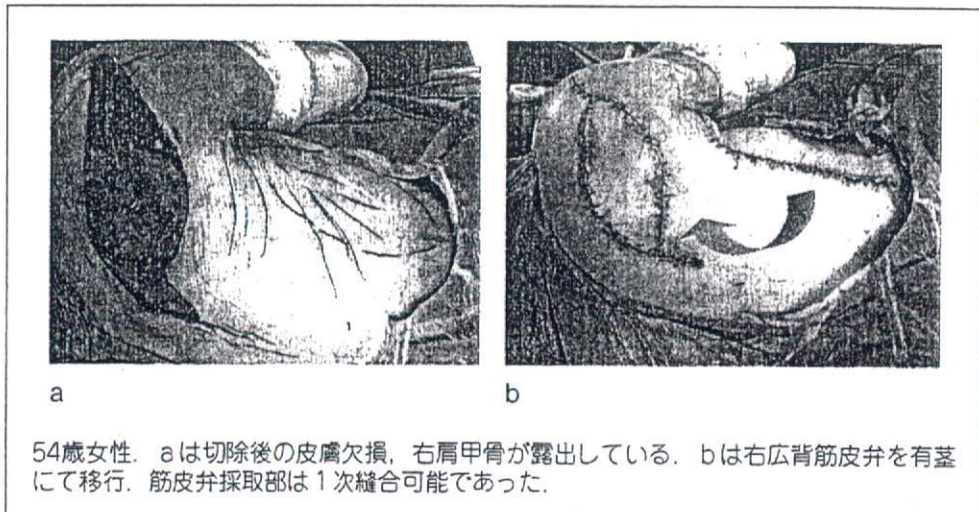 a
b
54歳女性. aは切除後の皮膚欠損, 右肩甲骨が露出している. bは右広背筋皮弁を有茎
にて移行. 筋皮弁採取部は1次縫合可能であった.